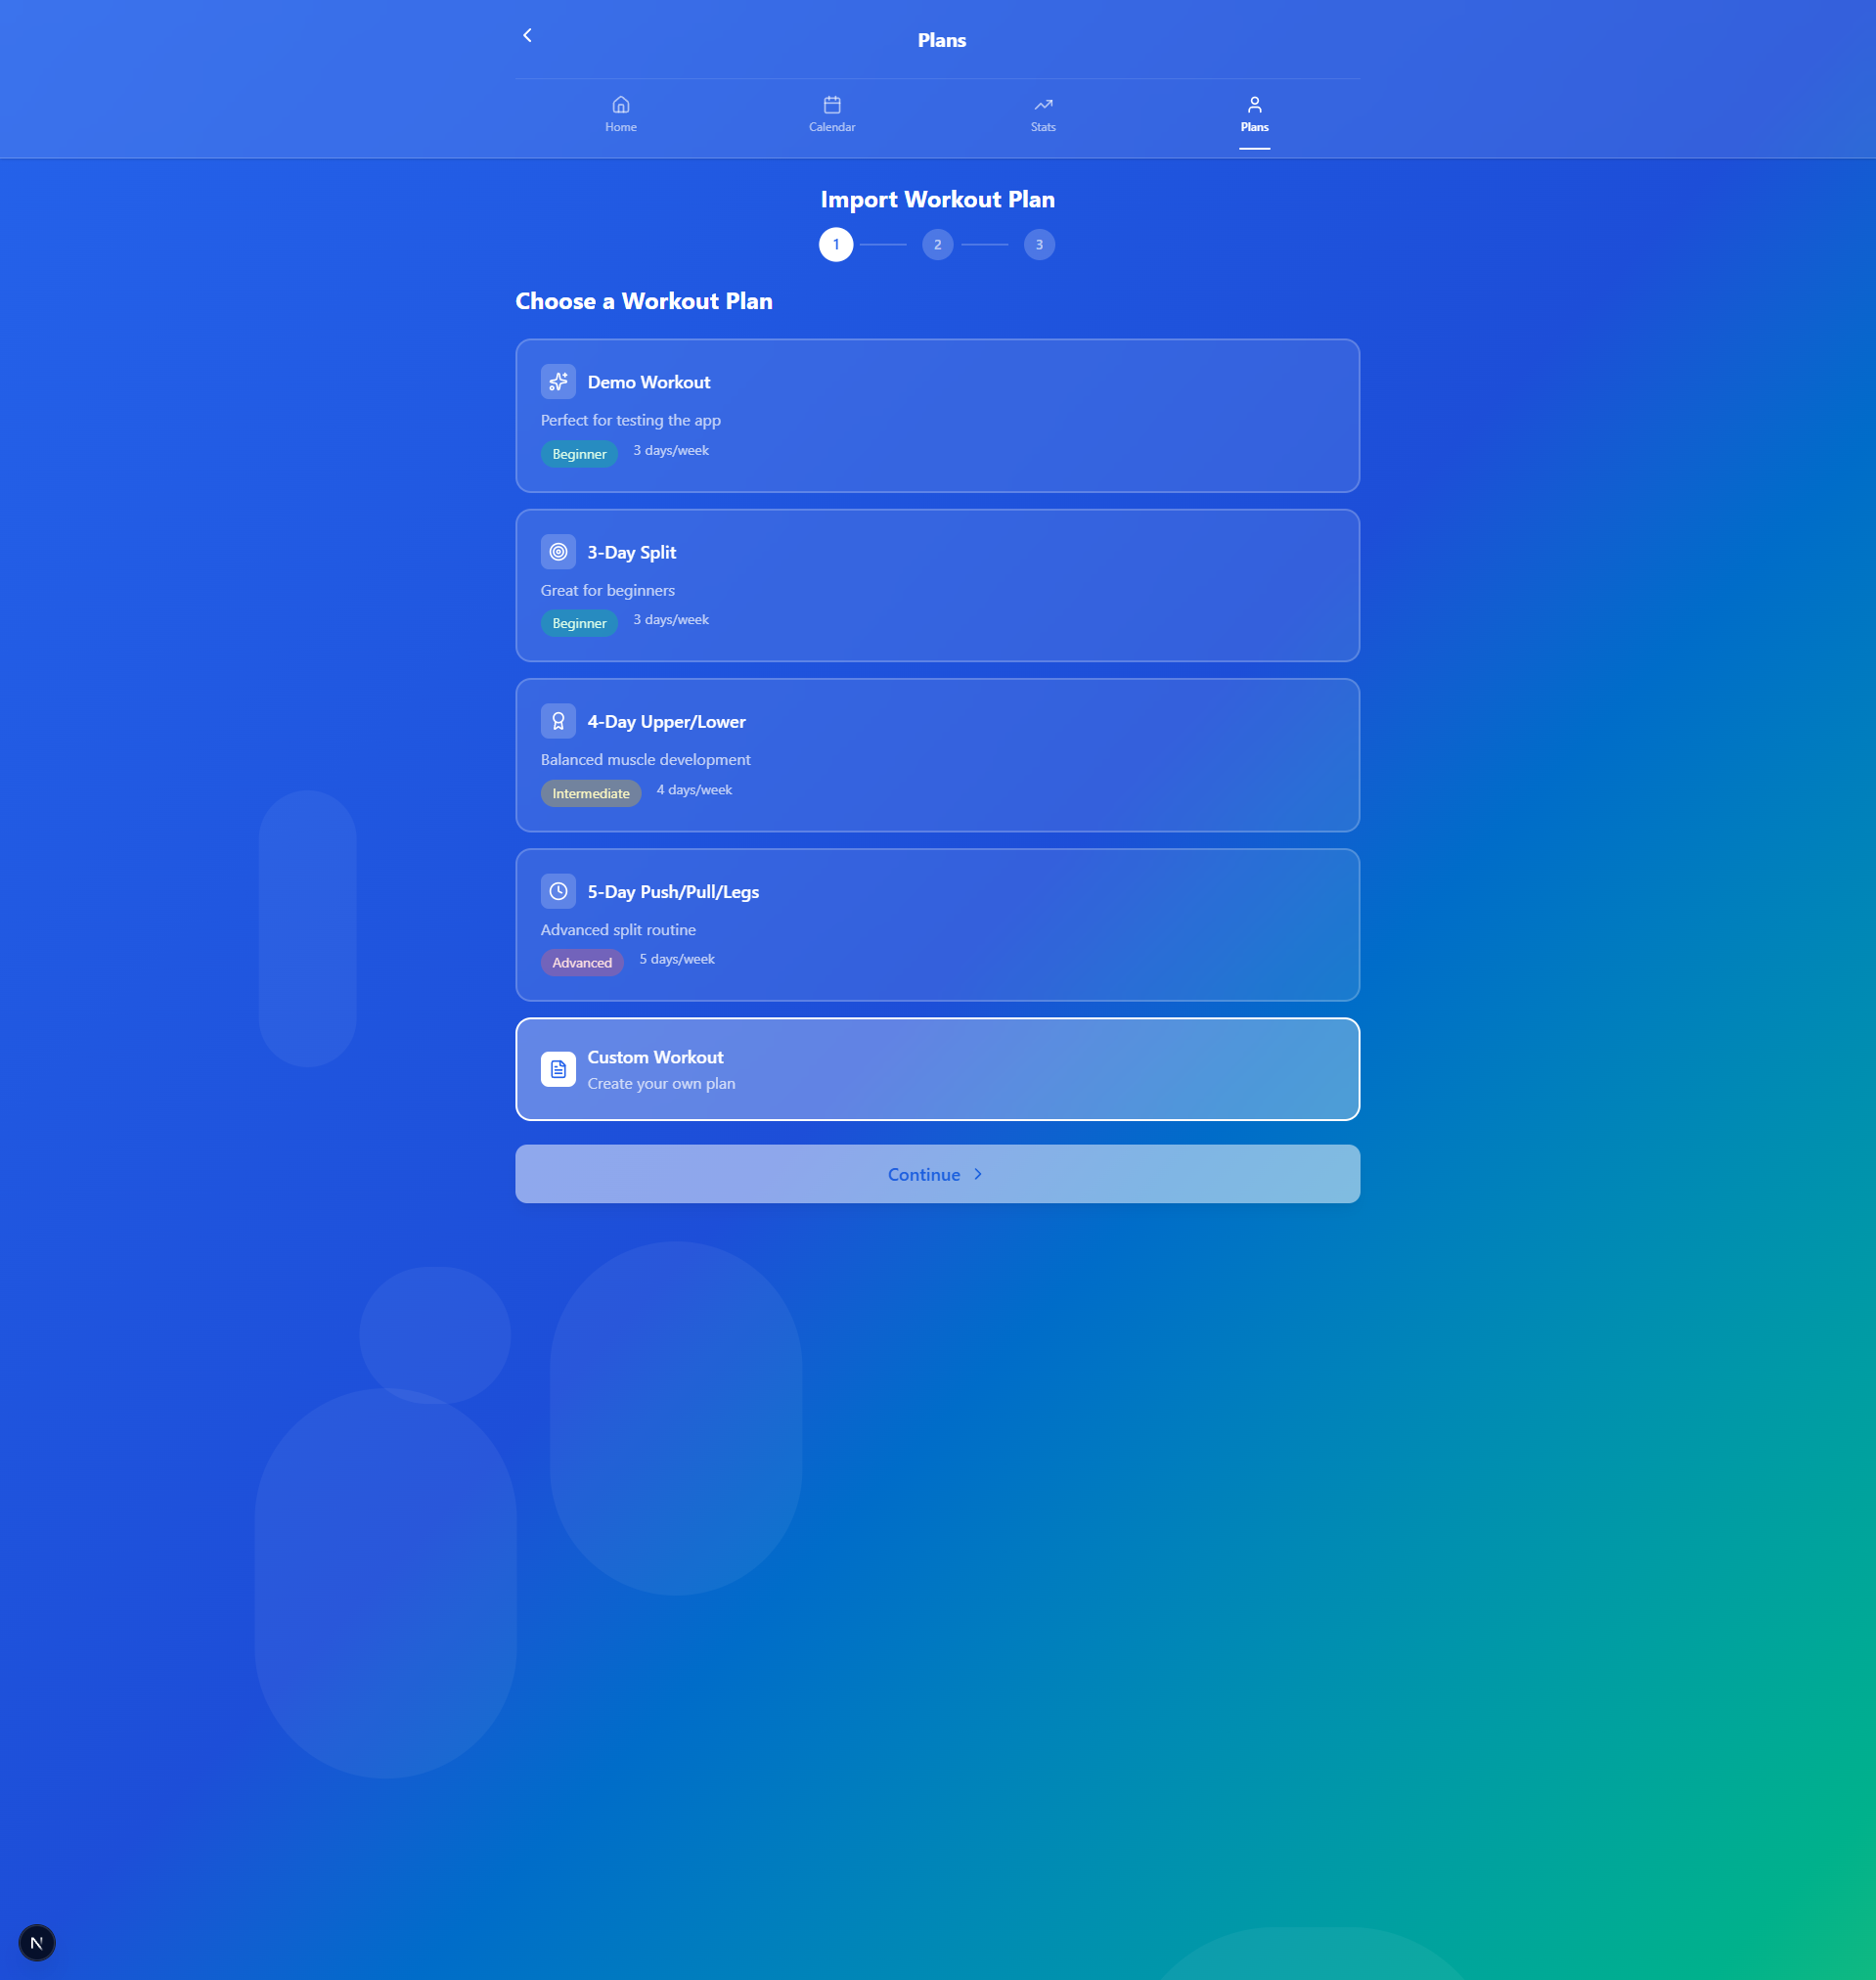 Plans
Home
Calendar
Stats
Plans
Import Workout Plan
1
2
3
Choose a Workout Plan
Demo Workout
Perfect for testing the app
Beginner 3 days/week
3-Day Split
Great for beginners
Beginner 3 days/week
4-Day Upper/Lower
Balanced muscle development
Intermediate 4 days/week
5-Day Push/Pull/Legs
Advanced split routine
Advanced 5 days/week
Custom Workout
Create your own plan
Continue
N